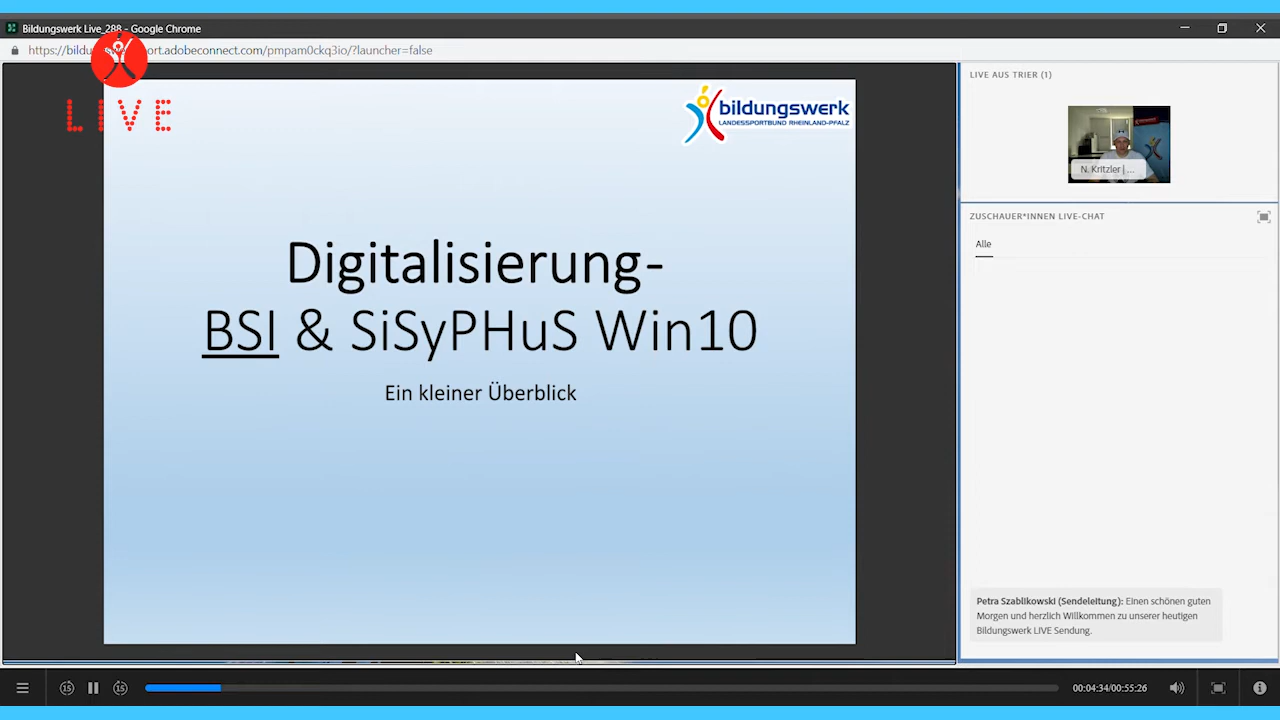 Bildungswerk Live_288 - Google Chrome
https://bildu ort.adobeconnect.com/pmpam0ckq3io/?launcher=false
LIVE
bildungswerk
LANDESSPORTBUND RHEINLAND-PFALZ
Digitalisierung-
BSI & SiSyPHuS Win10
Ein kleiner Überblick
LIVE AUS TRIER (1)
N. Kritzler | ...
ZUSCHAUER*INNEN LIVE-CHAT
Alle
Petra Szablikowski (Sendeleitung): Einen schönen guten
Morgen und herzlich Willkommen zu unserer heutigen
Bildungswerk LIVE Sendung.
15
15
00:04:34/00:55:26